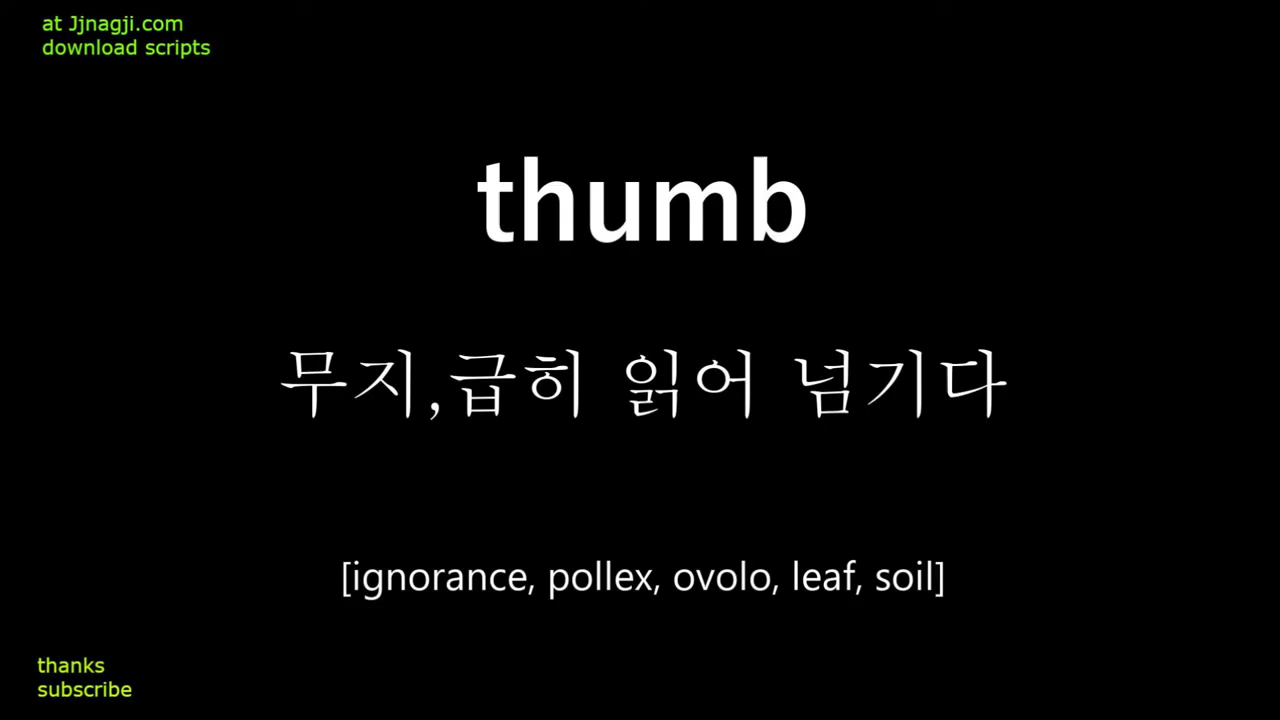 at Jjnagji.com
download scripts
thumb
무지,급히 읽어 넘기다
[ignorance, pollex, ovolo, leaf, soil]
thanks
subscribe